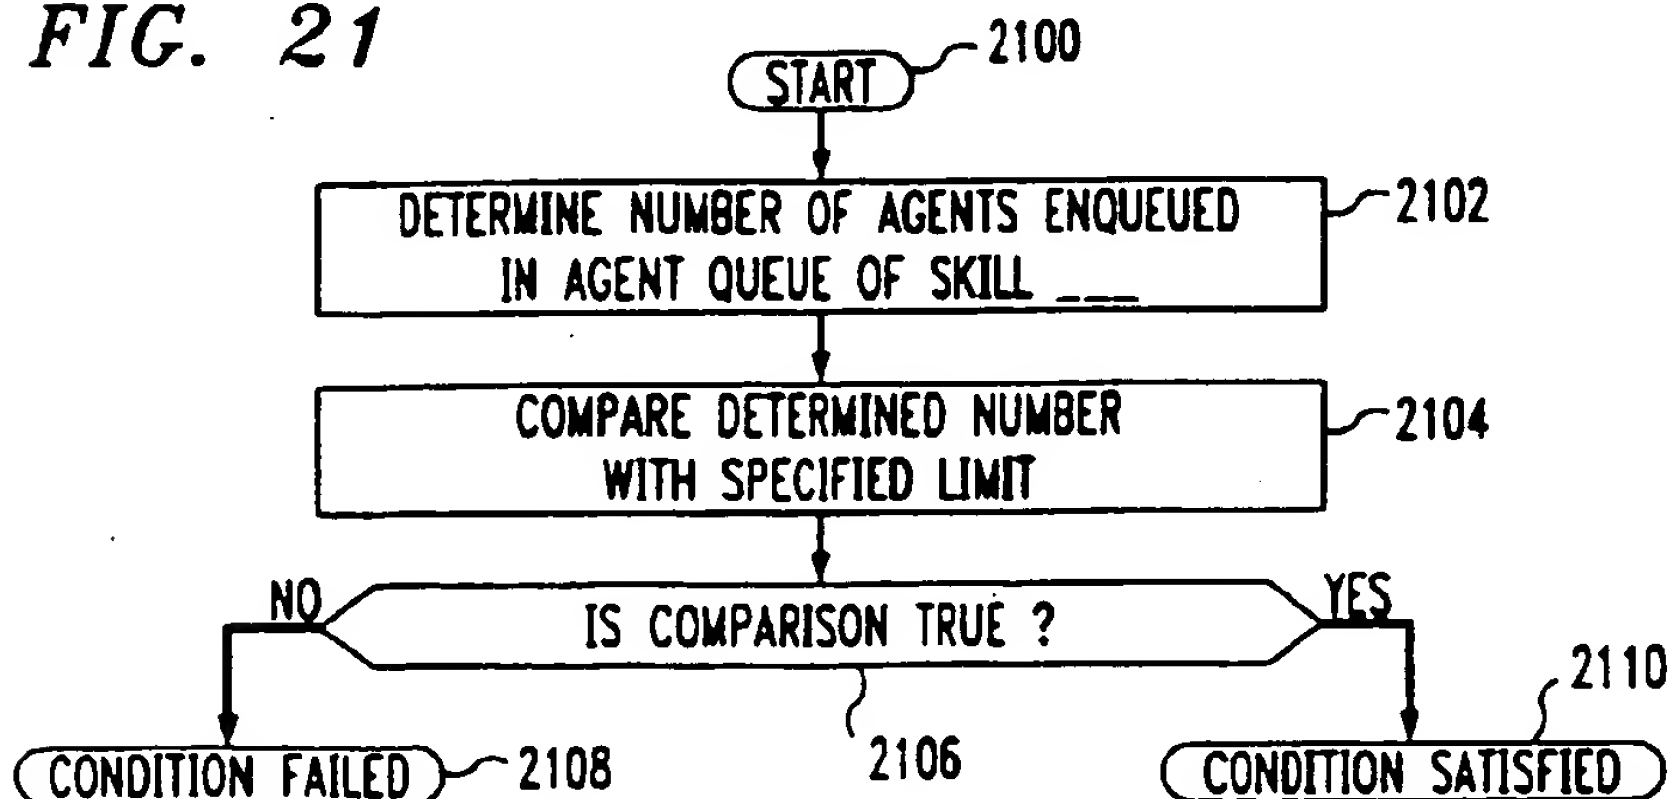 FIG. 21
START
2100
DETERMINE NUMBER OF AGENTS ENQUEUED
IN AGENT QUEUE OF SKILL ___
2102
COMPARE DETERMINED NUMBER
WITH SPECIFIED LIMIT
2104
NO
IS COMPARISON TRUE ?
YES
2106
CONDITION FAILED
2108
2110
CONDITION SATISFIED